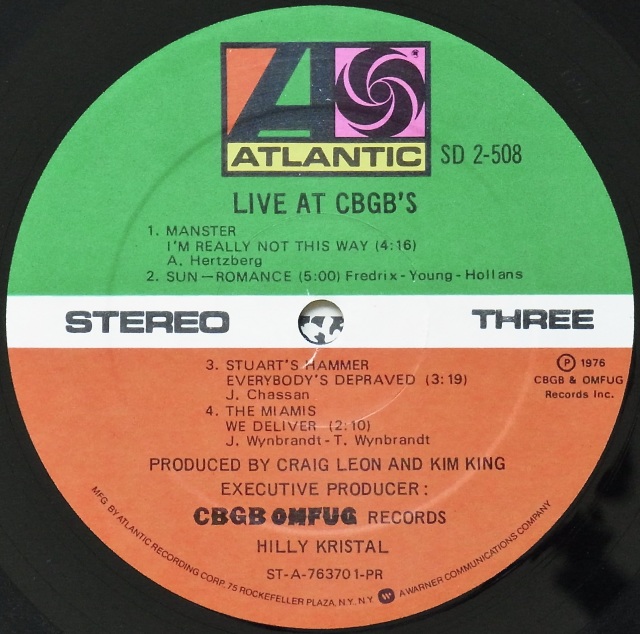 ATLANTIC
SD 2-508
LIVE AT CBGB'S
1. MANSTER
I'M REALLY NOT THIS WAY (4:16)
A. Hertzberg
2. SUN—ROMANCE (5:00) Fredrix-Young-Hollans
STEREO
THREE
3. STUART'S HAMMER
EVERYBODY'S DEPRAVED (3:19)
J. Chassan
4. THE MIAMIS
WE DELIVER (2:10)
J. Wynbrandt-T. Wynbrandt
Ⓟ 1976
CBGB & OMFUG
Records Inc.
PRODUCED BY CRAIG LEON AND KIM KING
EXECUTIVE PRODUCER:
CBGB OMFUG RECORDS
HILLY KRISTAL
ST-A-763701-PR
MFG. BY ATLANTIC RECORDING CORP., 75 ROCKEFELLER PLAZA, N.Y. N.Y. A WARNER COMMUNICATIONS COMPANY